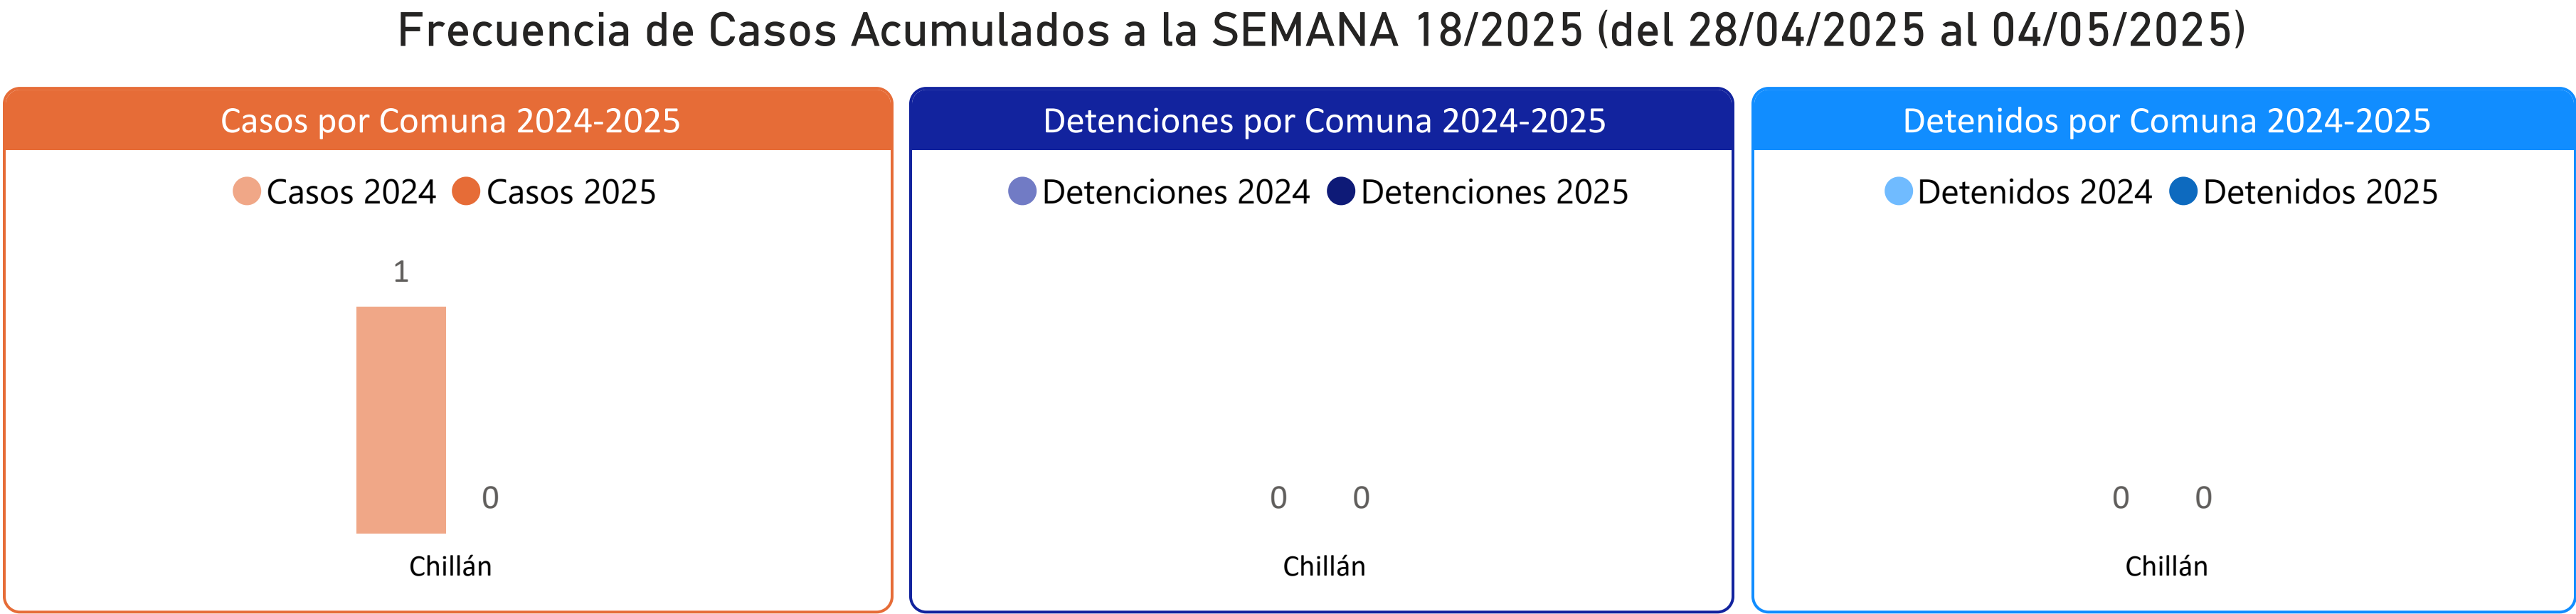 Frecuencia de Casos Acumulados a la SEMANA 18/2025 (del 28/04/2025 al 04/05/2025)
Casos por Comuna 2024-2025
Casos 2024 Casos 2025
1
0
Chillán
Detenciones por Comuna 2024-2025
Detenciones 2024 Detenciones 2025
0 0
Chillán
Detenidos por Comuna 2024-2025
Detenidos 2024 Detenidos 2025
0 0
Chillán